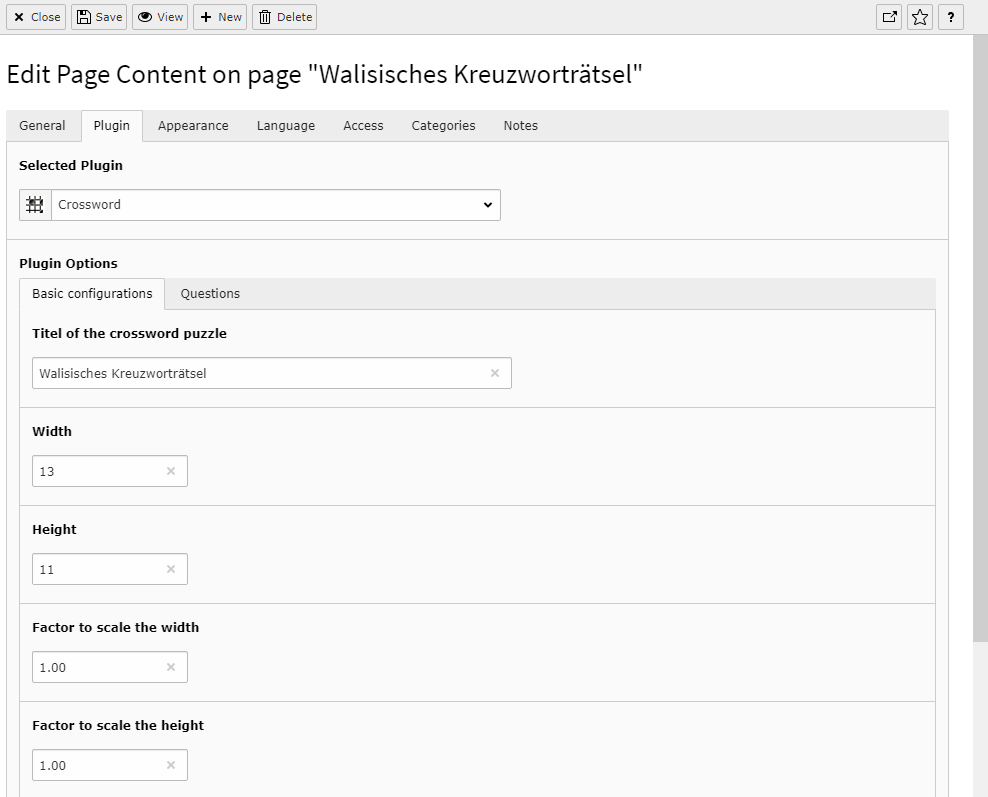 Close Save View New Delete ?
Edit Page Content on page "Walisisches Kreuzworträtsel"
General Plugin Appearance Language Access Categories Notes
Selected Plugin
Crossword
Plugin Options
Basic configurations Questions
Titel of the crossword puzzle
Walisisches Kreuzworträtsel
Width
13
Height
11
Factor to scale the width
1.00
Factor to scale the height
1.00